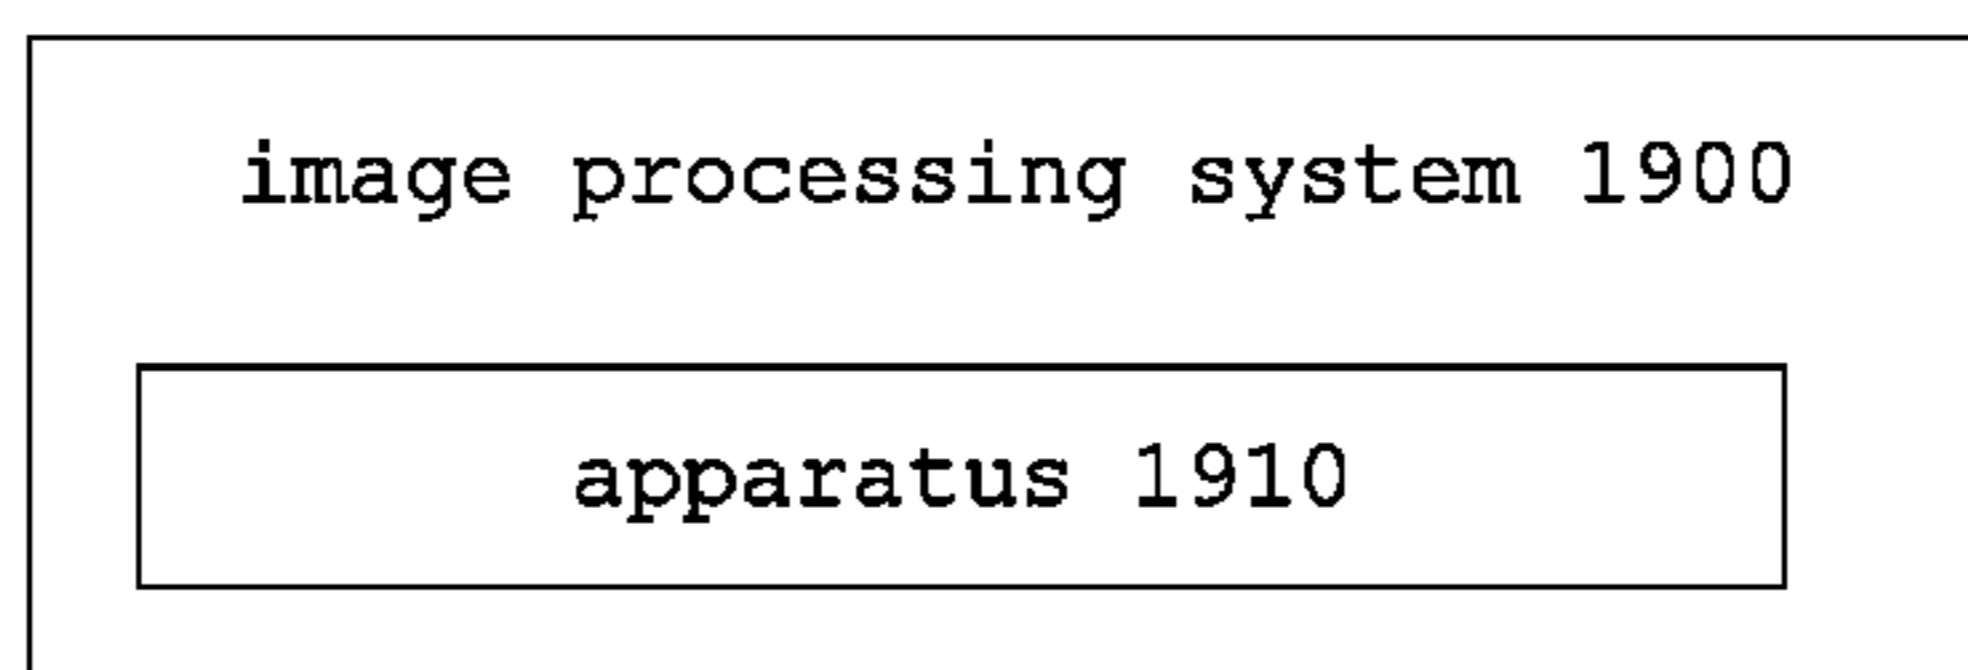 image processing system 1900
apparatus 1910